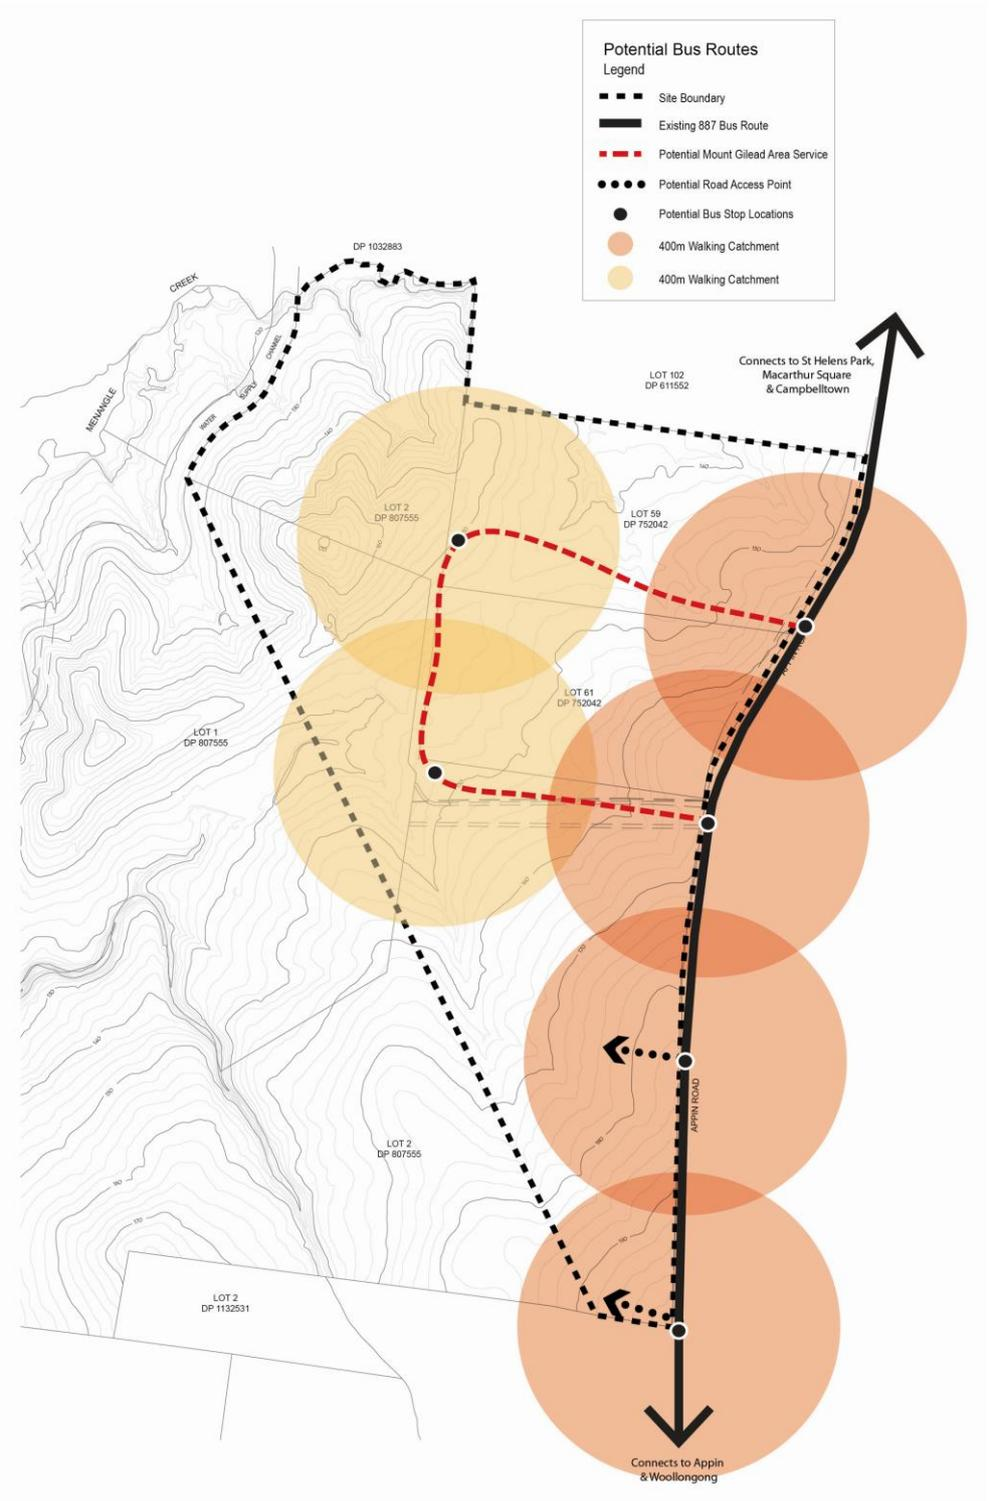 Potential Bus Routes
Legend
Site Boundary
Existing 887 Bus Route
Potential Mount Gilead Area Service
Potential Road Access Point
Potential Bus Stop Locations
400m Walking Catchment
400m Walking Catchment
DP 1032883
CREEK
MENANGLE
WATER
SUPPLY
CHANNEL
Connects to St Helens Park,
Macarthur Square
& Campbelltown
LOT 102
DP 611552
LOT 2
DP 807555
LOT 59
DP 752042
LOT 61
DP 752042
LOT 1
DP 807555
APPIN ROAD
LOT 2
DP 807555
LOT 2
DP 1132531
Connects to Appin
& Woollongong